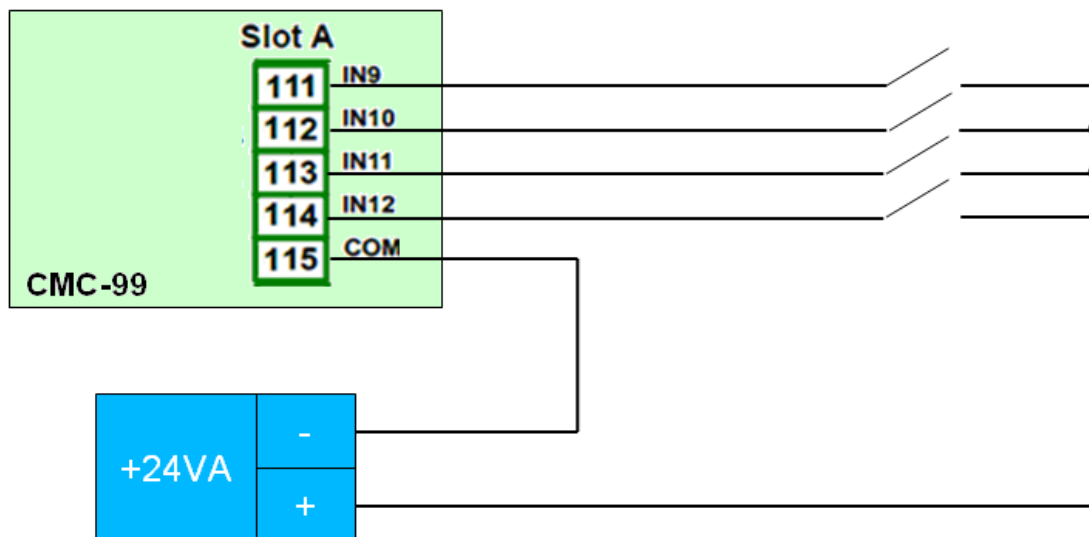 Slot A
111 IN9
112 IN10
113 IN11
114 IN12
115 COM
CMC-99
-
+24VA
+